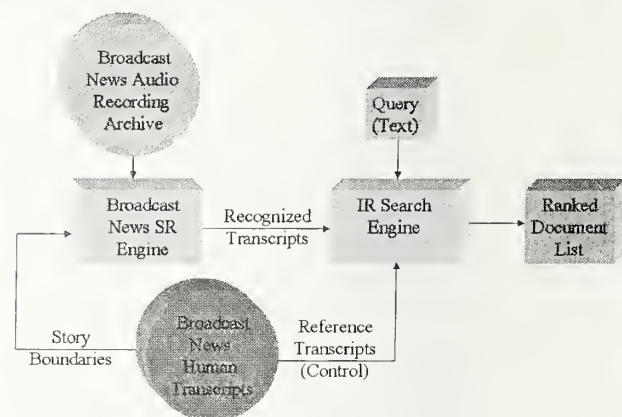 Broadcast
News Audio
Recording
Archive
Query
(Text)
Broadcast
News SR
Engine
Recognized
Transcripts
IR Search
Engine
Ranked
Document
List
Story
Boundaries
Broadcast
News
Human
Transcripts
Reference
Transcripts
(Control)